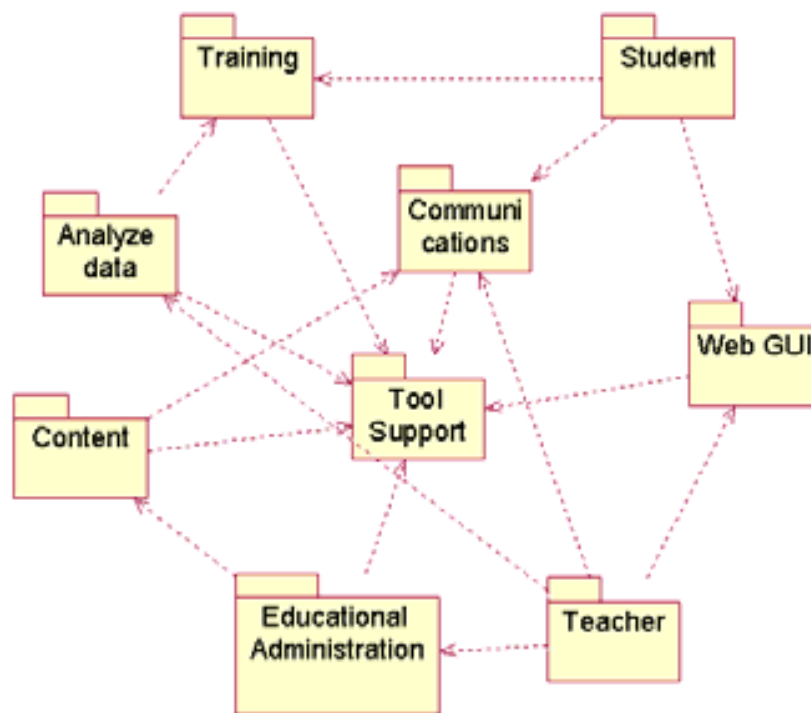 Training
Student
Communi
cations
Analyze
data
Web GUI
Tool
Support
Content
Educational
Administration
Teacher